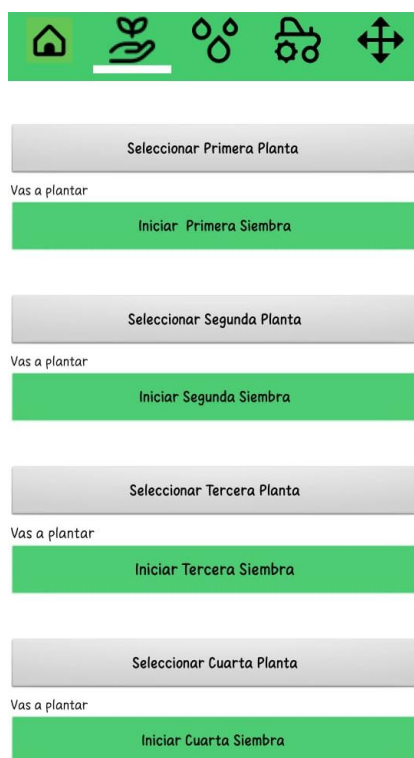 Seleccionar Primera Planta
Vas a plantar
Iniciar Primera Siembra
Seleccionar Segunda Planta
Vas a plantar
Iniciar Segunda Siembra
Seleccionar Tercera Planta
Vas a plantar
Iniciar Tercera Siembra
Seleccionar Cuarta Planta
Vas a plantar
Iniciar Cuarta Siembra